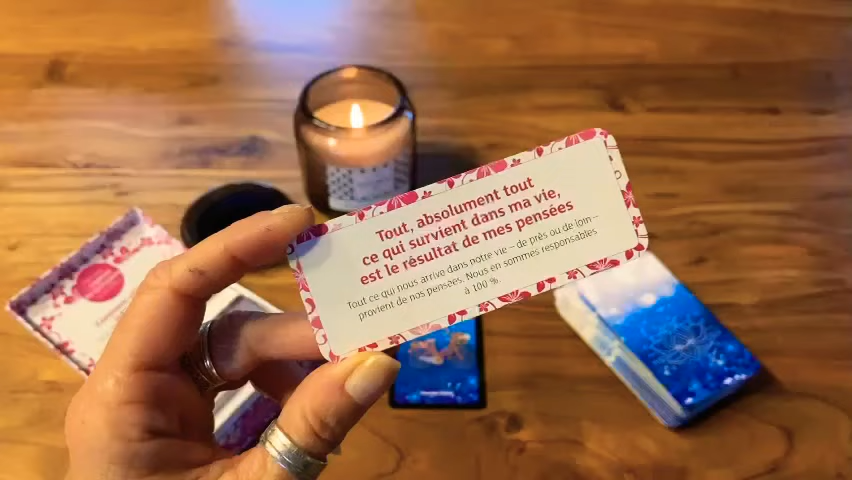 Tout, absolument tout
ce qui survient dans ma vie,
est le résultat de mes pensées
Tout ce qui nous arrive dans notre vie – de près ou de loin –
provient de nos pensées. Nous en sommes responsables
à 100 %.